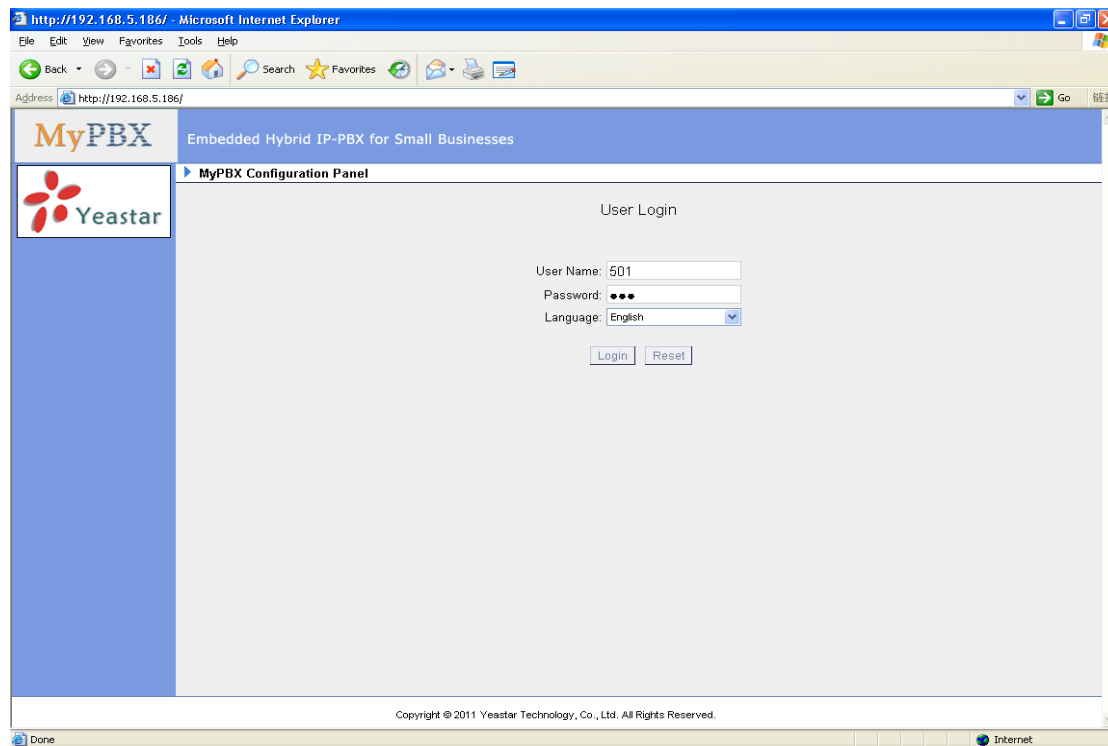 http://192.168.5.186/ - Microsoft Internet Explorer
File Edit View Favorites Tools Help
Back Search Favorites
Address http://192.168.5.186/ Go
MyPBX Embedded Hybrid IP-PBX for Small Businesses
MyPBX Configuration Panel
Yeastar
User Login
User Name: 501
Password:
Language: English
Login Reset
Copyright © 2011 Yeastar Technology, Co., Ltd. All Rights Reserved.
Done Internet